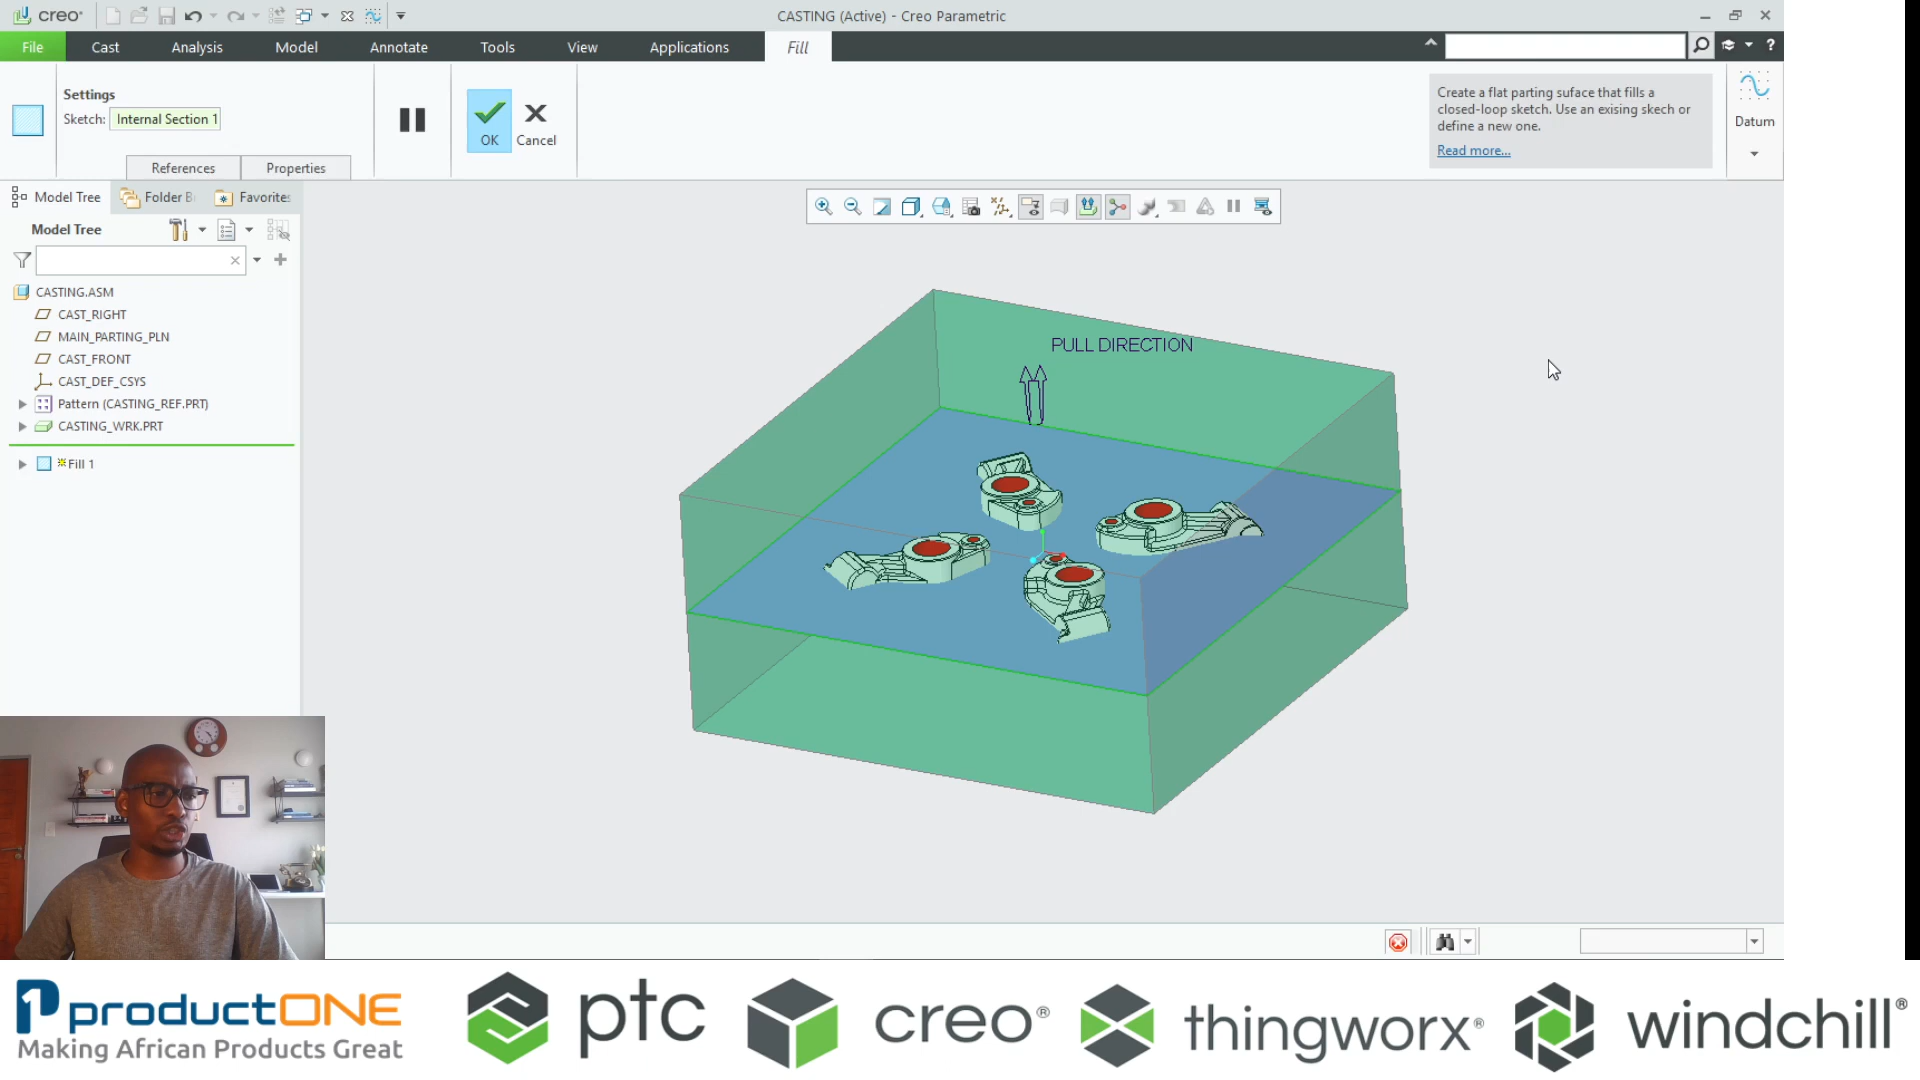 creo®
CASTING (Active) - Creo Parametric
File
Cast
Analysis
Model
Annotate
Tools
View
Applications
Fill
Settings
Sketch: Internal Section 1
OK
Cancel
References
Properties
Create a flat parting suface that fills a
closed-loop sketch. Use an exising skech or
define a new one.
Read more...
Datum
Model Tree
Folder B
Favorites
Model Tree
CASTING.ASM
CAST_RIGHT
MAIN_PARTING_PLN
CAST_FRONT
CAST_DEF_CSYS
Pattern (CASTING_REF.PRT)
CASTING_WRK.PRT
Fill 1
PULL DIRECTION
productONE
Making African Products Great
ptc
creo®
thingworx®
windchill®